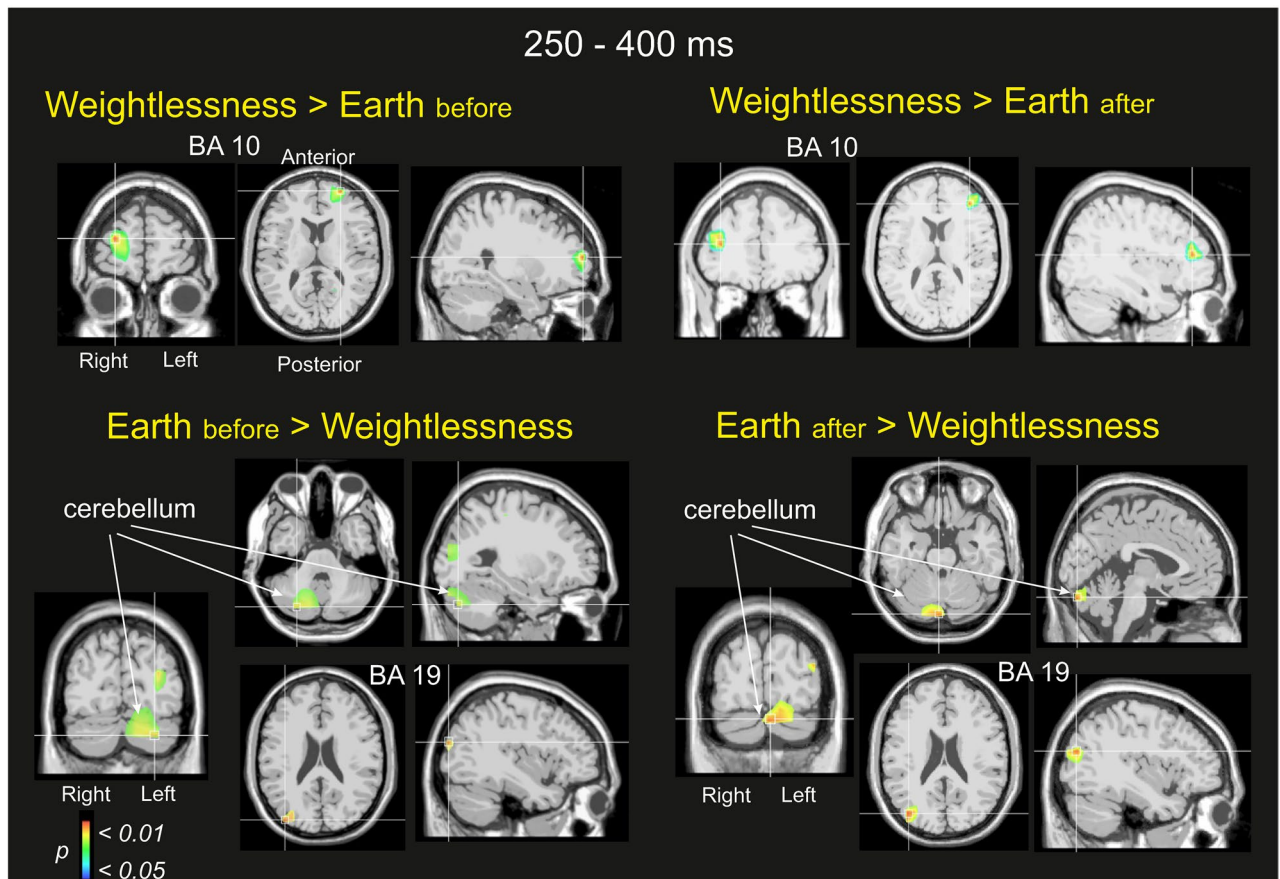 250 - 400 ms
Weightlessness > Earth before
Weightlessness > Earth after
BA 10
Anterior
BA 10
Right Left
Posterior
Earth before > Weightlessness
Earth after > Weightlessness
cerebellum
cerebellum
BA 19
BA 19
Right Left
Right Left
p
< 0.01
< 0.05